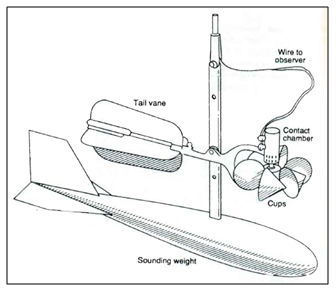 Wire to
observer
Tail vane
Contact
chamber
Cups
Sounding weight